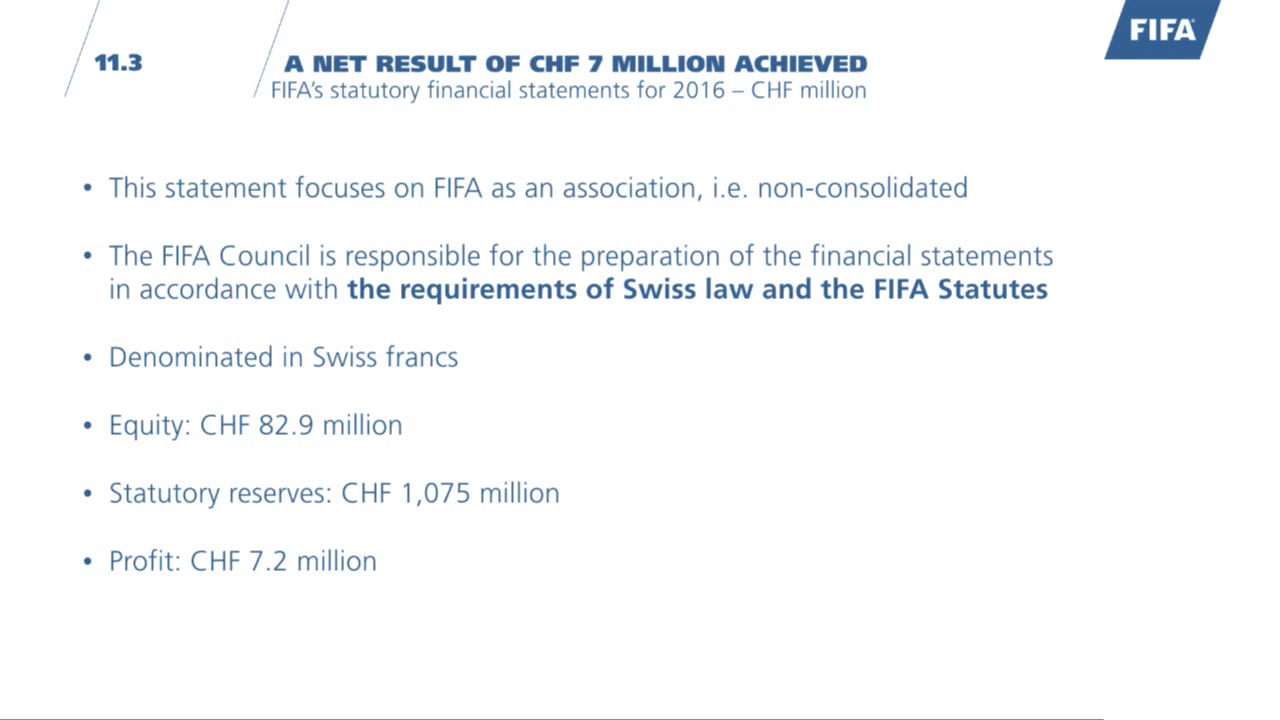 11.3
A NET RESULT OF CHF 7 MILLION ACHIEVED
FIFA's statutory financial statements for 2016 – CHF million
FIFA®
• This statement focuses on FIFA as an association, i.e. non-consolidated
• The FIFA Council is responsible for the preparation of the financial statements
in accordance with the requirements of Swiss law and the FIFA Statutes
• Denominated in Swiss francs
• Equity: CHF 82.9 million
• Statutory reserves: CHF 1,075 million
• Profit: CHF 7.2 million